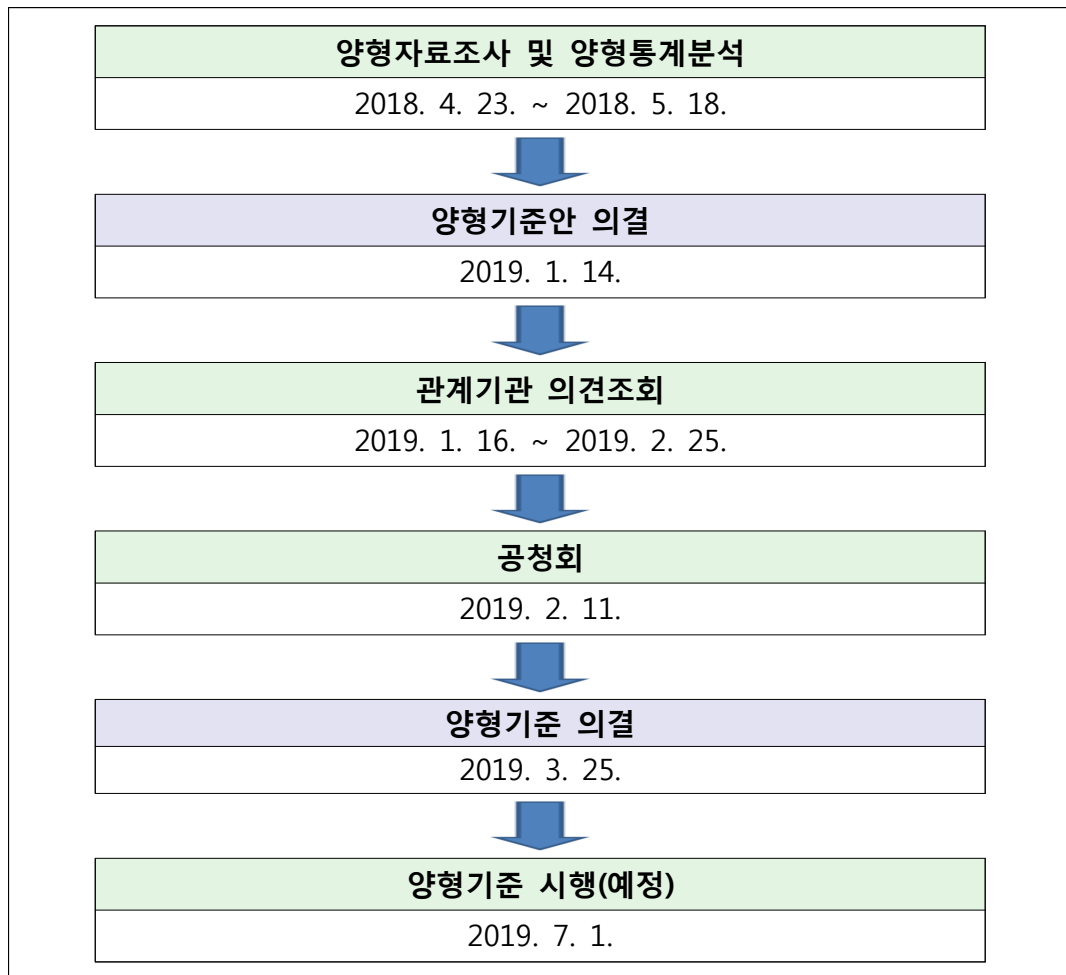 양형자료조사 및 양형통계분석
2018. 4. 23. ~ 2018. 5. 18.
양형기준안 의결
2019. 1. 14.
관계기관 의견조회
2019. 1. 16. ~ 2019. 2. 25.
공청회
2019. 2. 11.
양형기준 의결
2019. 3. 25.
양형기준 시행(예정)
2019. 7. 1.